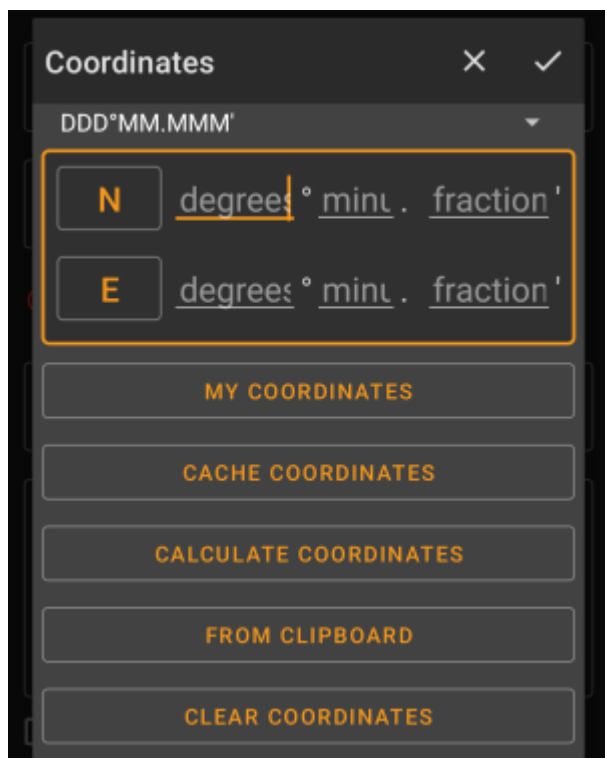 Coordinates
DDD°MM.MMM'
N degrees ° minu . fraction '
E degrees ° minu . fraction '
MY COORDINATES
CACHE COORDINATES
CALCULATE COORDINATES
FROM CLIPBOARD
CLEAR COORDINATES